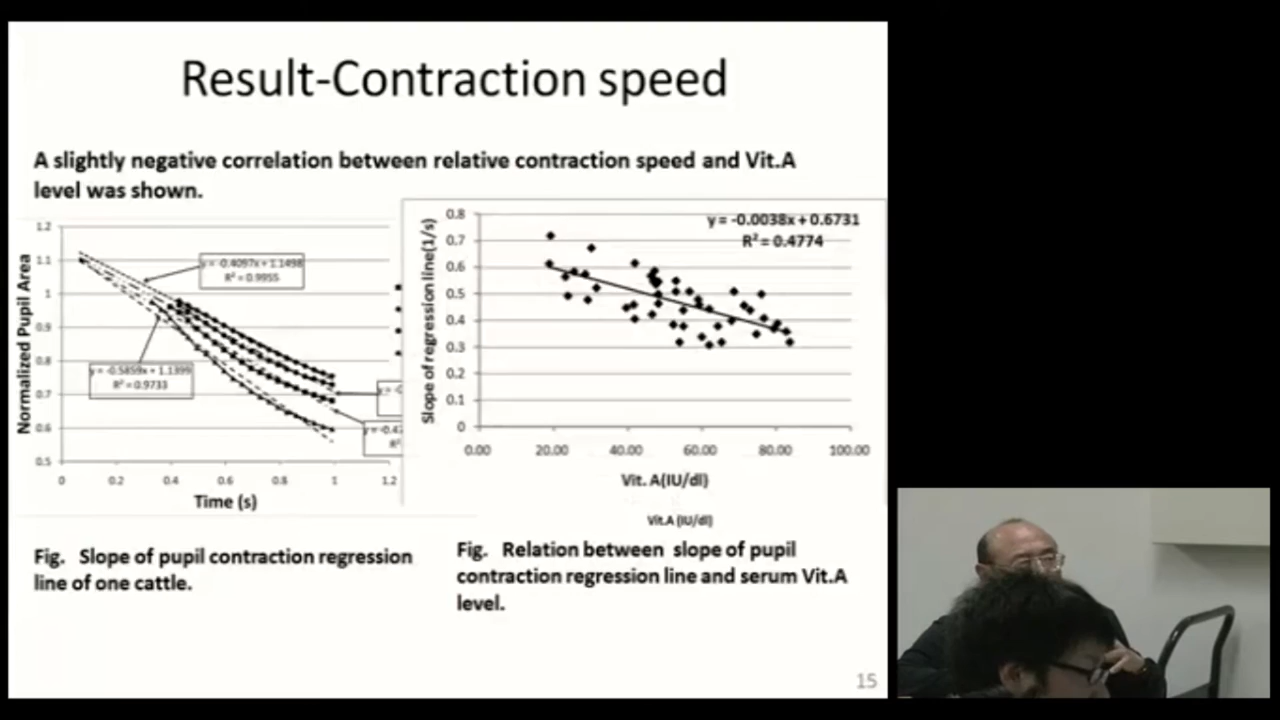 Result-Contraction speed
A slightly negative correlation between relative contraction speed and Vit.A
level was shown.
Normalized Pupil Area
1.2
1.1
1
0.9
0.8
0.7
0.6
0.5
0
0.2
0.4
0.6
0.8
1
1.2
Time (s)
y = -0.4097x + 1.1498
R² = 0.9955
y = -0.5859x + 1.1399
R² = 0.9733
Slope of regression line(1/s)
0.8
0.7
0.6
0.5
0.4
0.3
0.2
0.1
0
y = -0.0038x + 0.6731
R² = 0.4774
0.00
20.00
40.00
60.00
80.00
100.00
Vit. A(IU/dl)
Vit.A (IU/dl)
Fig. Slope of pupil contraction regression
line of one cattle.
Fig. Relation between slope of pupil
contraction regression line and serum Vit.A
level.
15